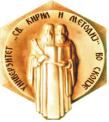 УНИВЕРЗИТЕТ "СВ. КИРИЛ И МЕТОДИЈ" ВО СКОПЈЕ